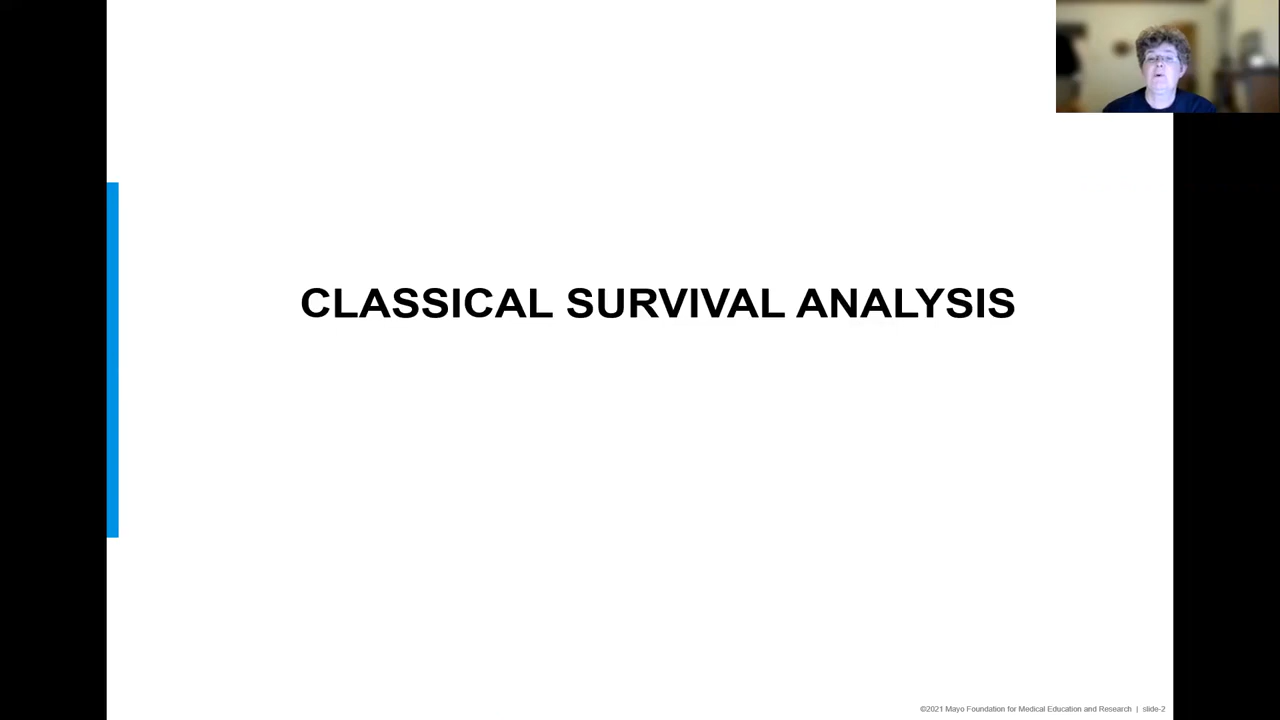 CLASSICAL SURVIVAL ANALYSIS
©2021 Mayo Foundation for Medical Education and Research | slide-2